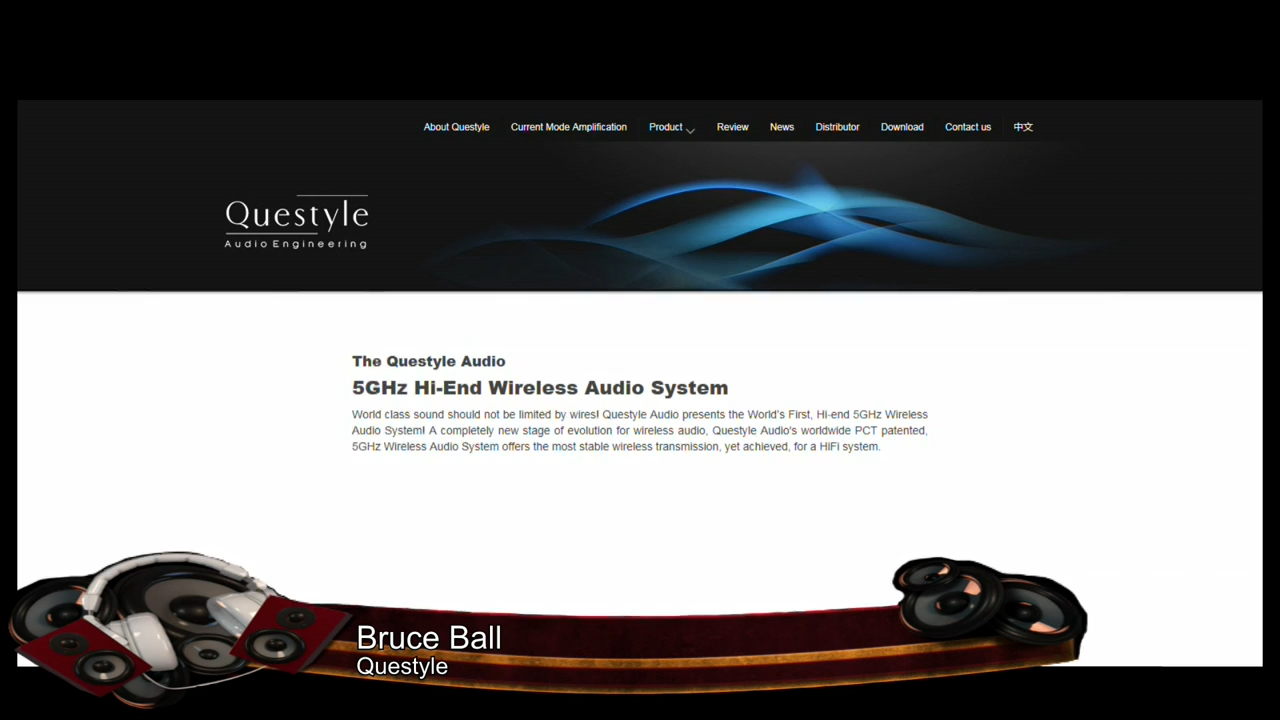 About Questyle Current Mode Amplification Product Review News Distributor Download Contact us 中文
Questyle
Audio Engineering
The Questyle Audio
5GHz Hi-End Wireless Audio System
World class sound should not be limited by wires! Questyle Audio presents the World's First, Hi-end 5GHz Wireless
Audio System! A completely new stage of evolution for wireless audio, Questyle Audio's worldwide PCT patented,
5GHz Wireless Audio System offers the most stable wireless transmission, yet achieved, for a HiFi system.
Bruce Ball
Questyle